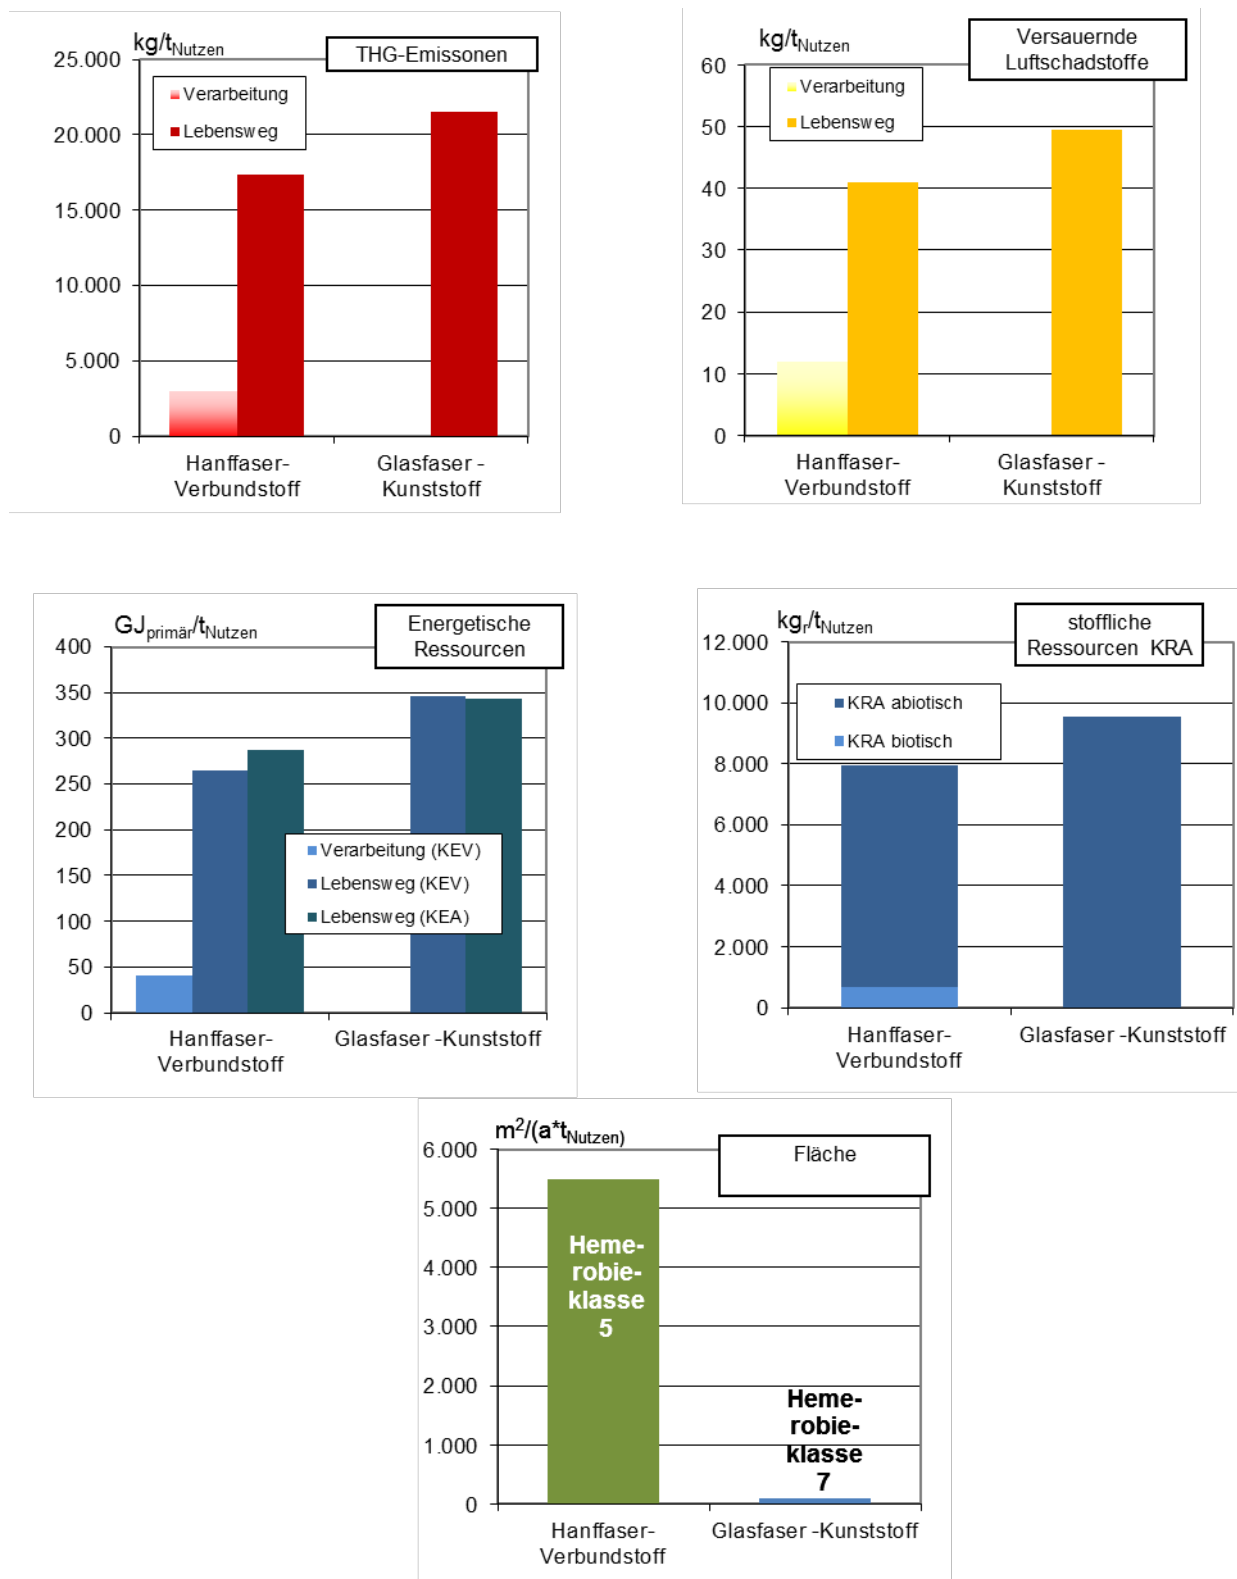 kg/tNutzen
THG-Emissonen
25.000
20.000
15.000
10.000
5.000
0
Verarbeitung
Lebensweg
Hanffaser-
Verbundstoff
Glasfaser -
Kunststoff
kg/tNutzen
Versauernde
Luftschadstoffe
60
50
40
30
20
10
0
Verarbeitung
Lebensweg
Hanffaser-
Verbundstoff
Glasfaser -
Kunststoff
GJprimär/tNutzen
Energetische
Ressourcen
400
350
300
250
200
150
100
50
0
Verarbeitung (KEV)
Lebensweg (KEV)
Lebensweg (KEA)
Hanffaser-
Verbundstoff
Glasfaser -Kunststoff
kgr/tNutzen
stoffliche
Ressourcen KRA
12.000
10.000
8.000
6.000
4.000
2.000
0
KRA abiotisch
KRA biotisch
Hanffaser-
Verbundstoff
Glasfaser -Kunststoff
m²/(a*tNutzen)
Fläche
6.000
5.000
4.000
3.000
2.000
1.000
0
Heme-
robie-
klasse
5
Heme-
robie-
klasse
7
Hanffaser-
Verbundstoff
Glasfaser -Kunststoff